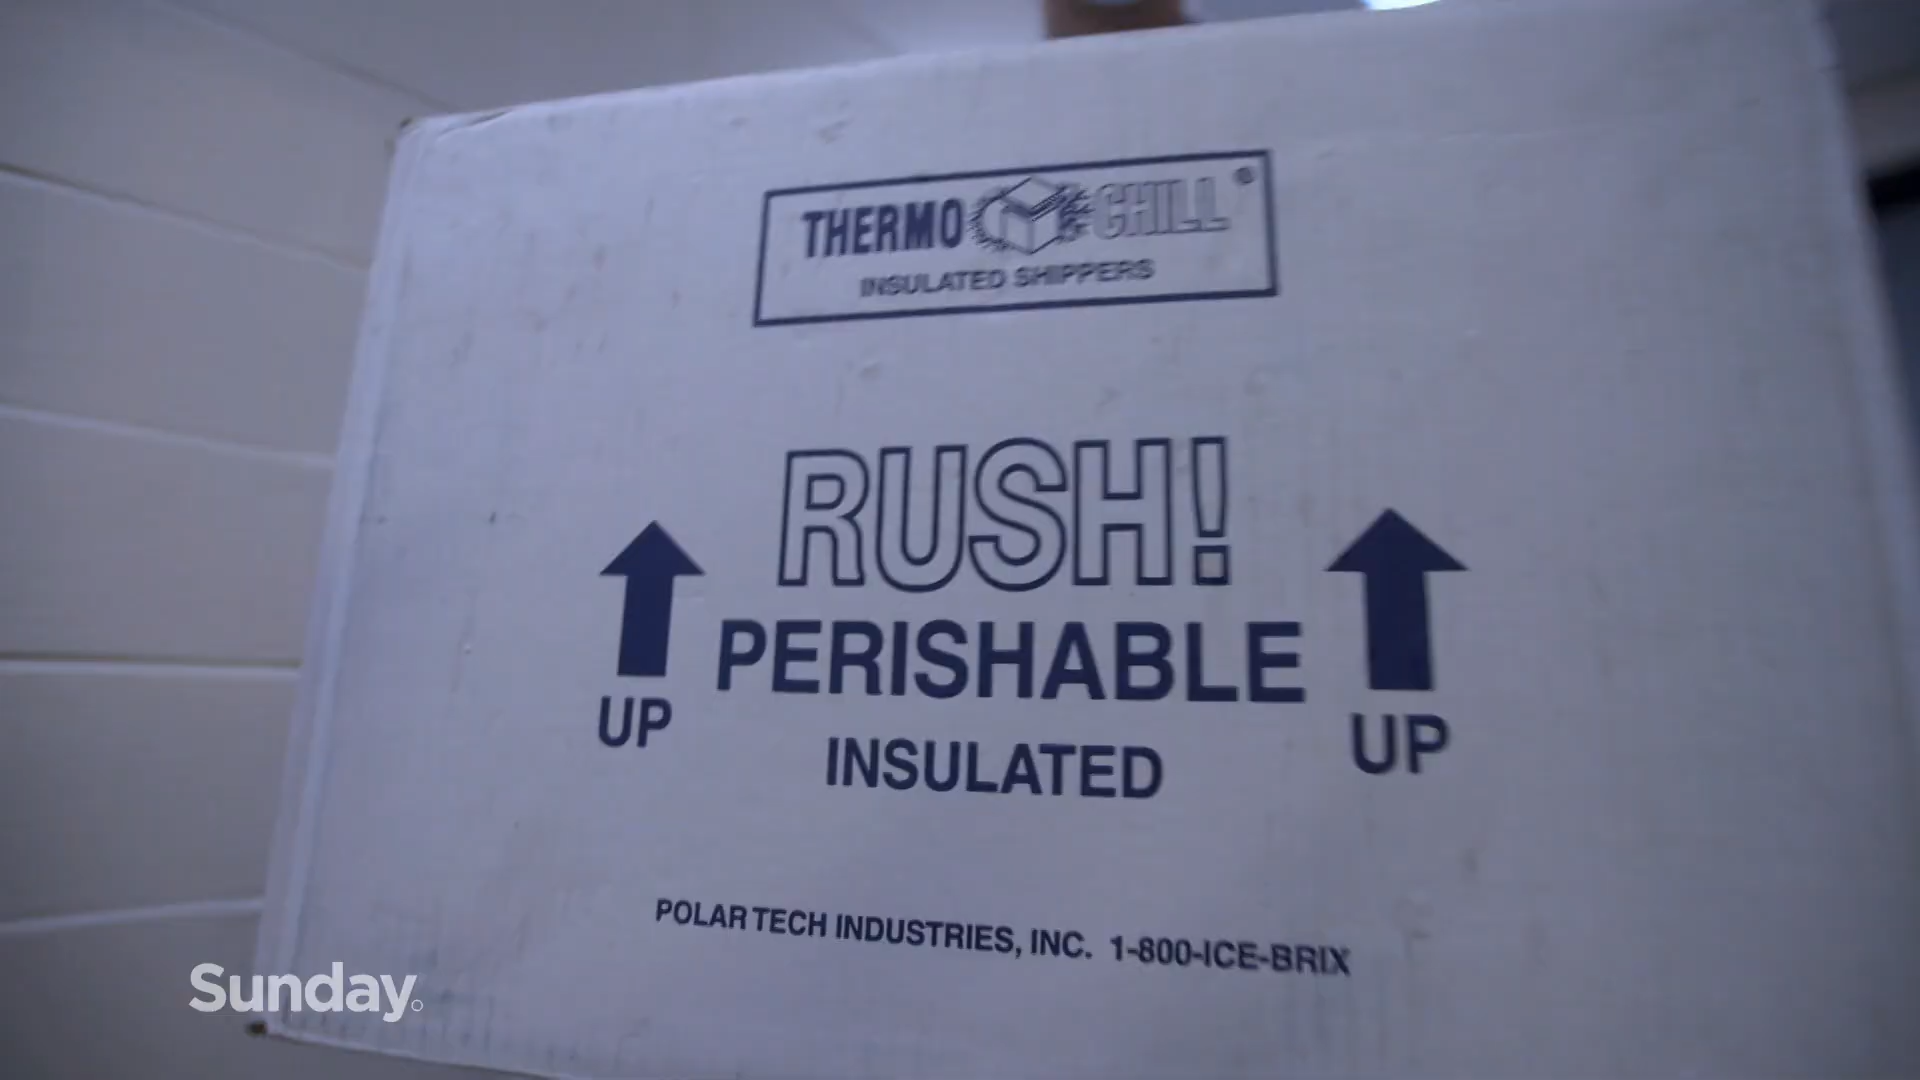 THERMO CHILL ®
INSULATED SHIPPERS
RUSH!
PERISHABLE
UP
UP
INSULATED
POLAR TECH INDUSTRIES, INC. 1-800-ICE-BRIX
Sunday.